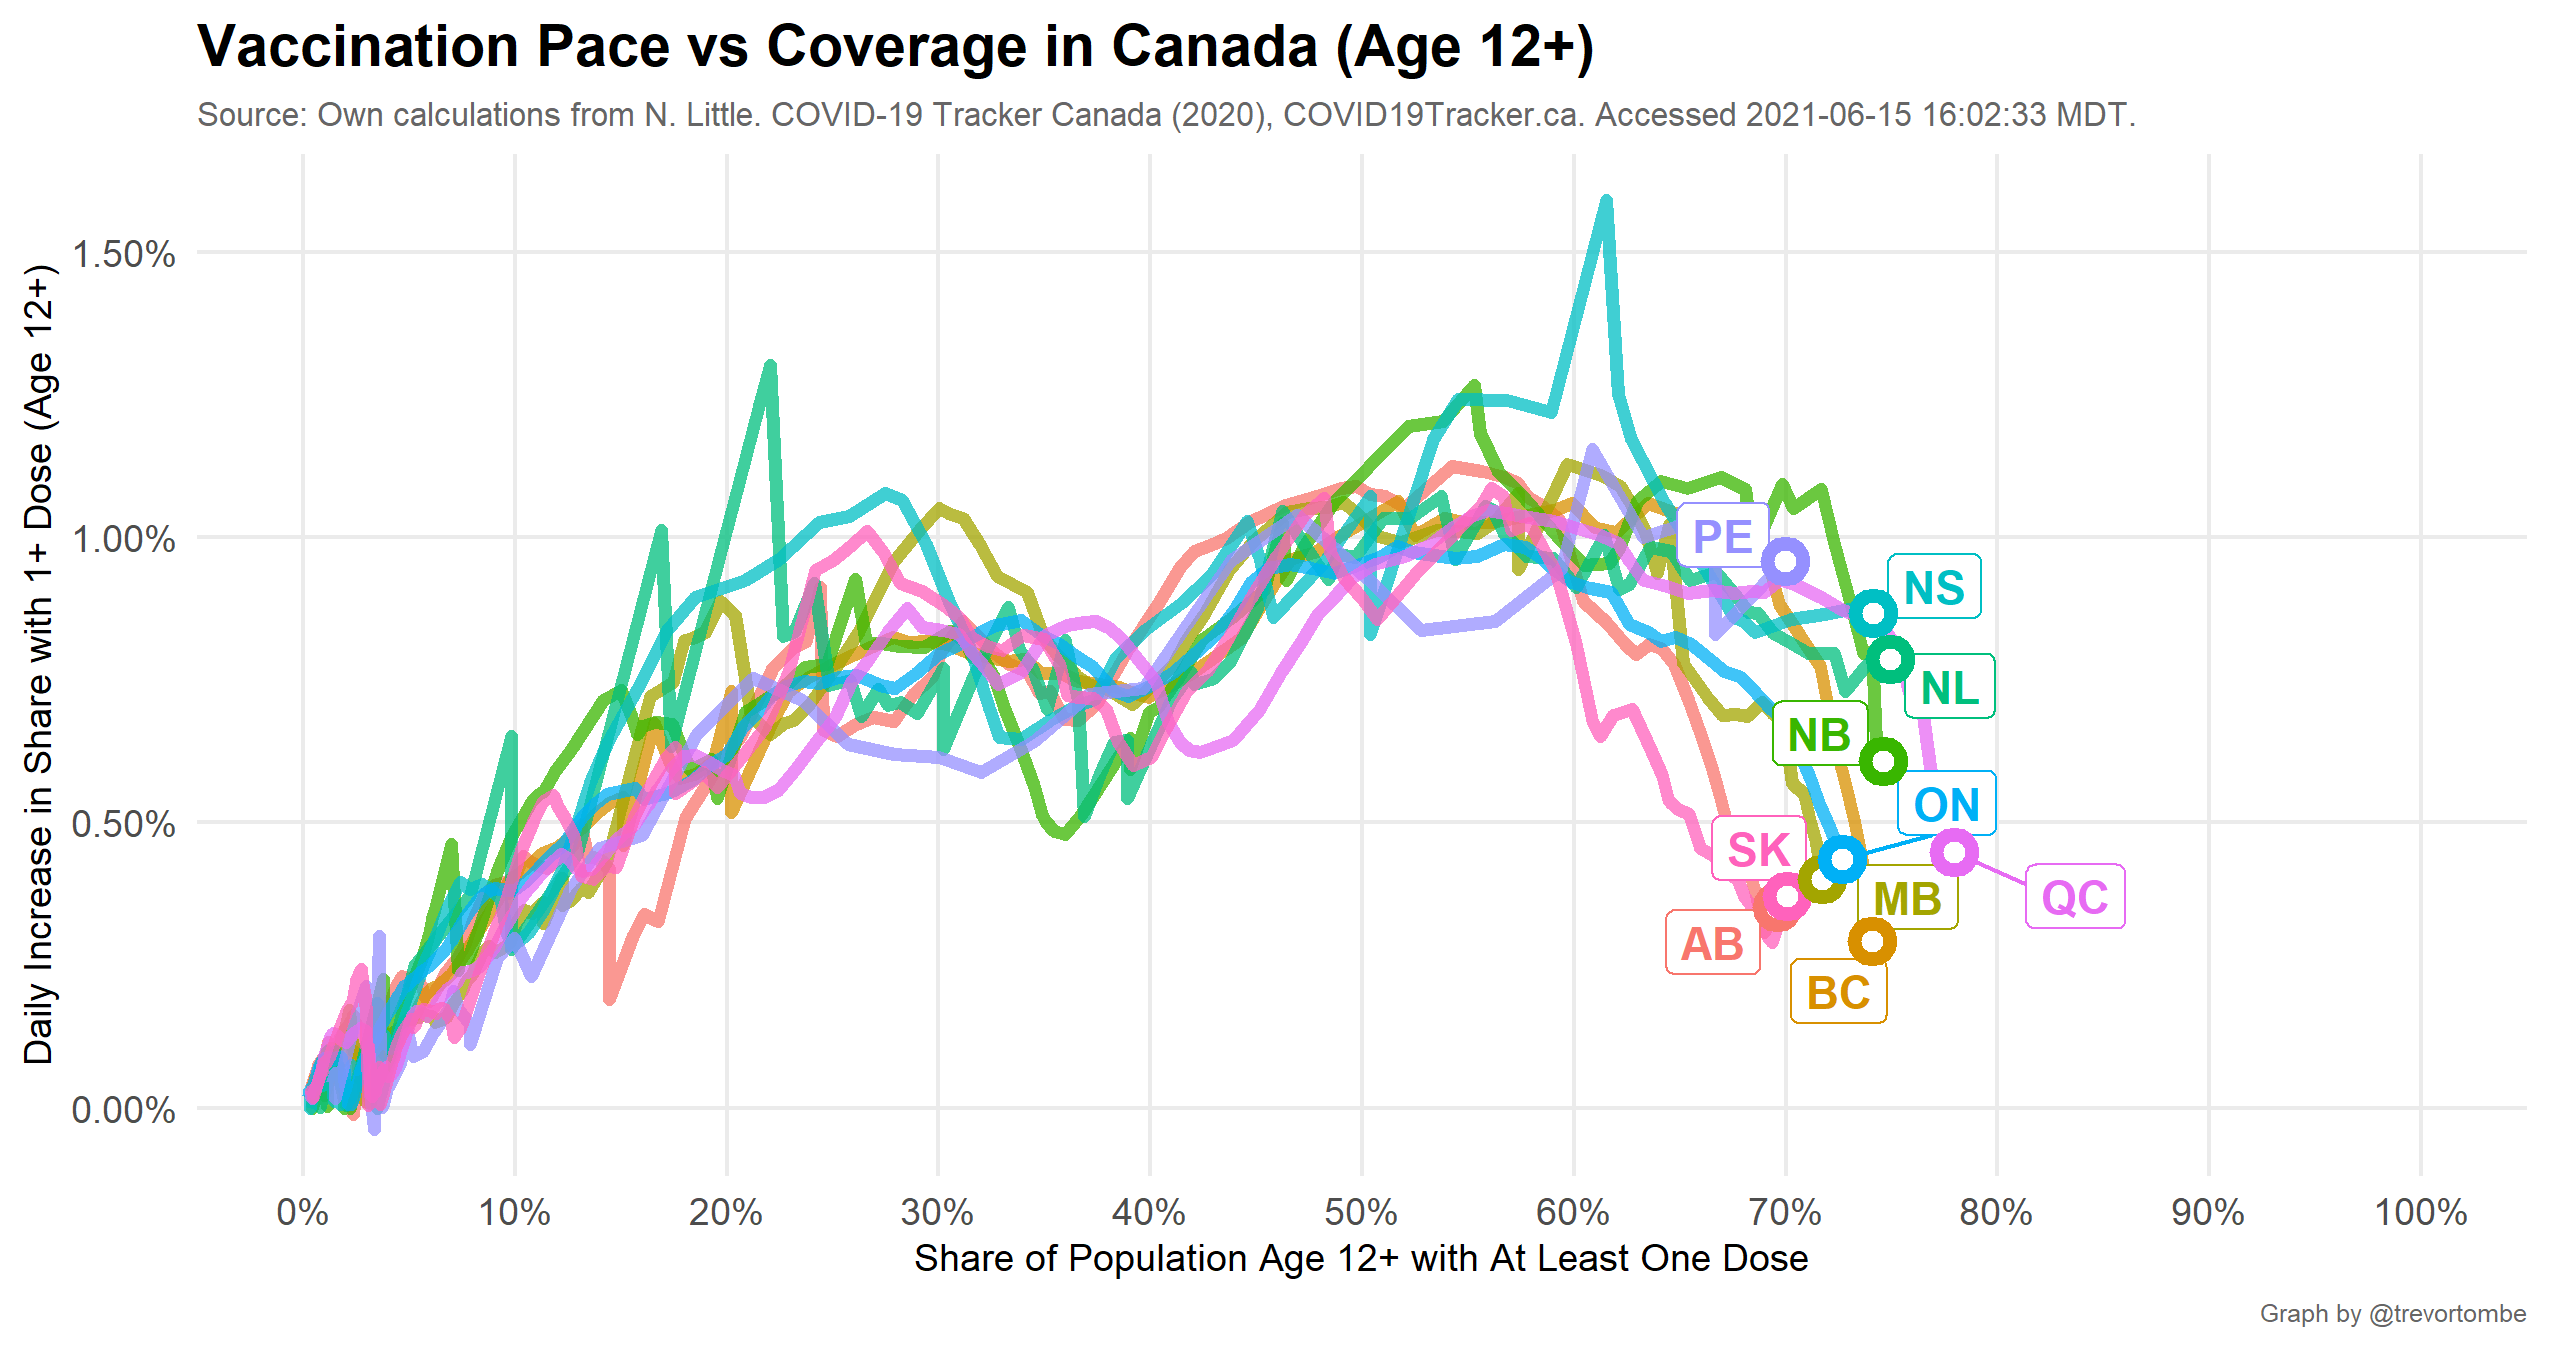 Vaccination Pace vs Coverage in Canada (Age 12+)
Source: Own calculations from N. Little. COVID-19 Tracker Canada (2020), COVID19Tracker.ca. Accessed 2021-06-15 16:02:33 MDT.
Daily Increase in Share with 1+ Dose (Age 12+)
1.50%
1.00%
0.50%
0.00%
PE
NS
NL
NB
ON
SK
MB
QC
AB
BC
0% 10% 20% 30% 40% 50% 60% 70% 80% 90% 100%
Share of Population Age 12+ with At Least One Dose
Graph by @trevortombe